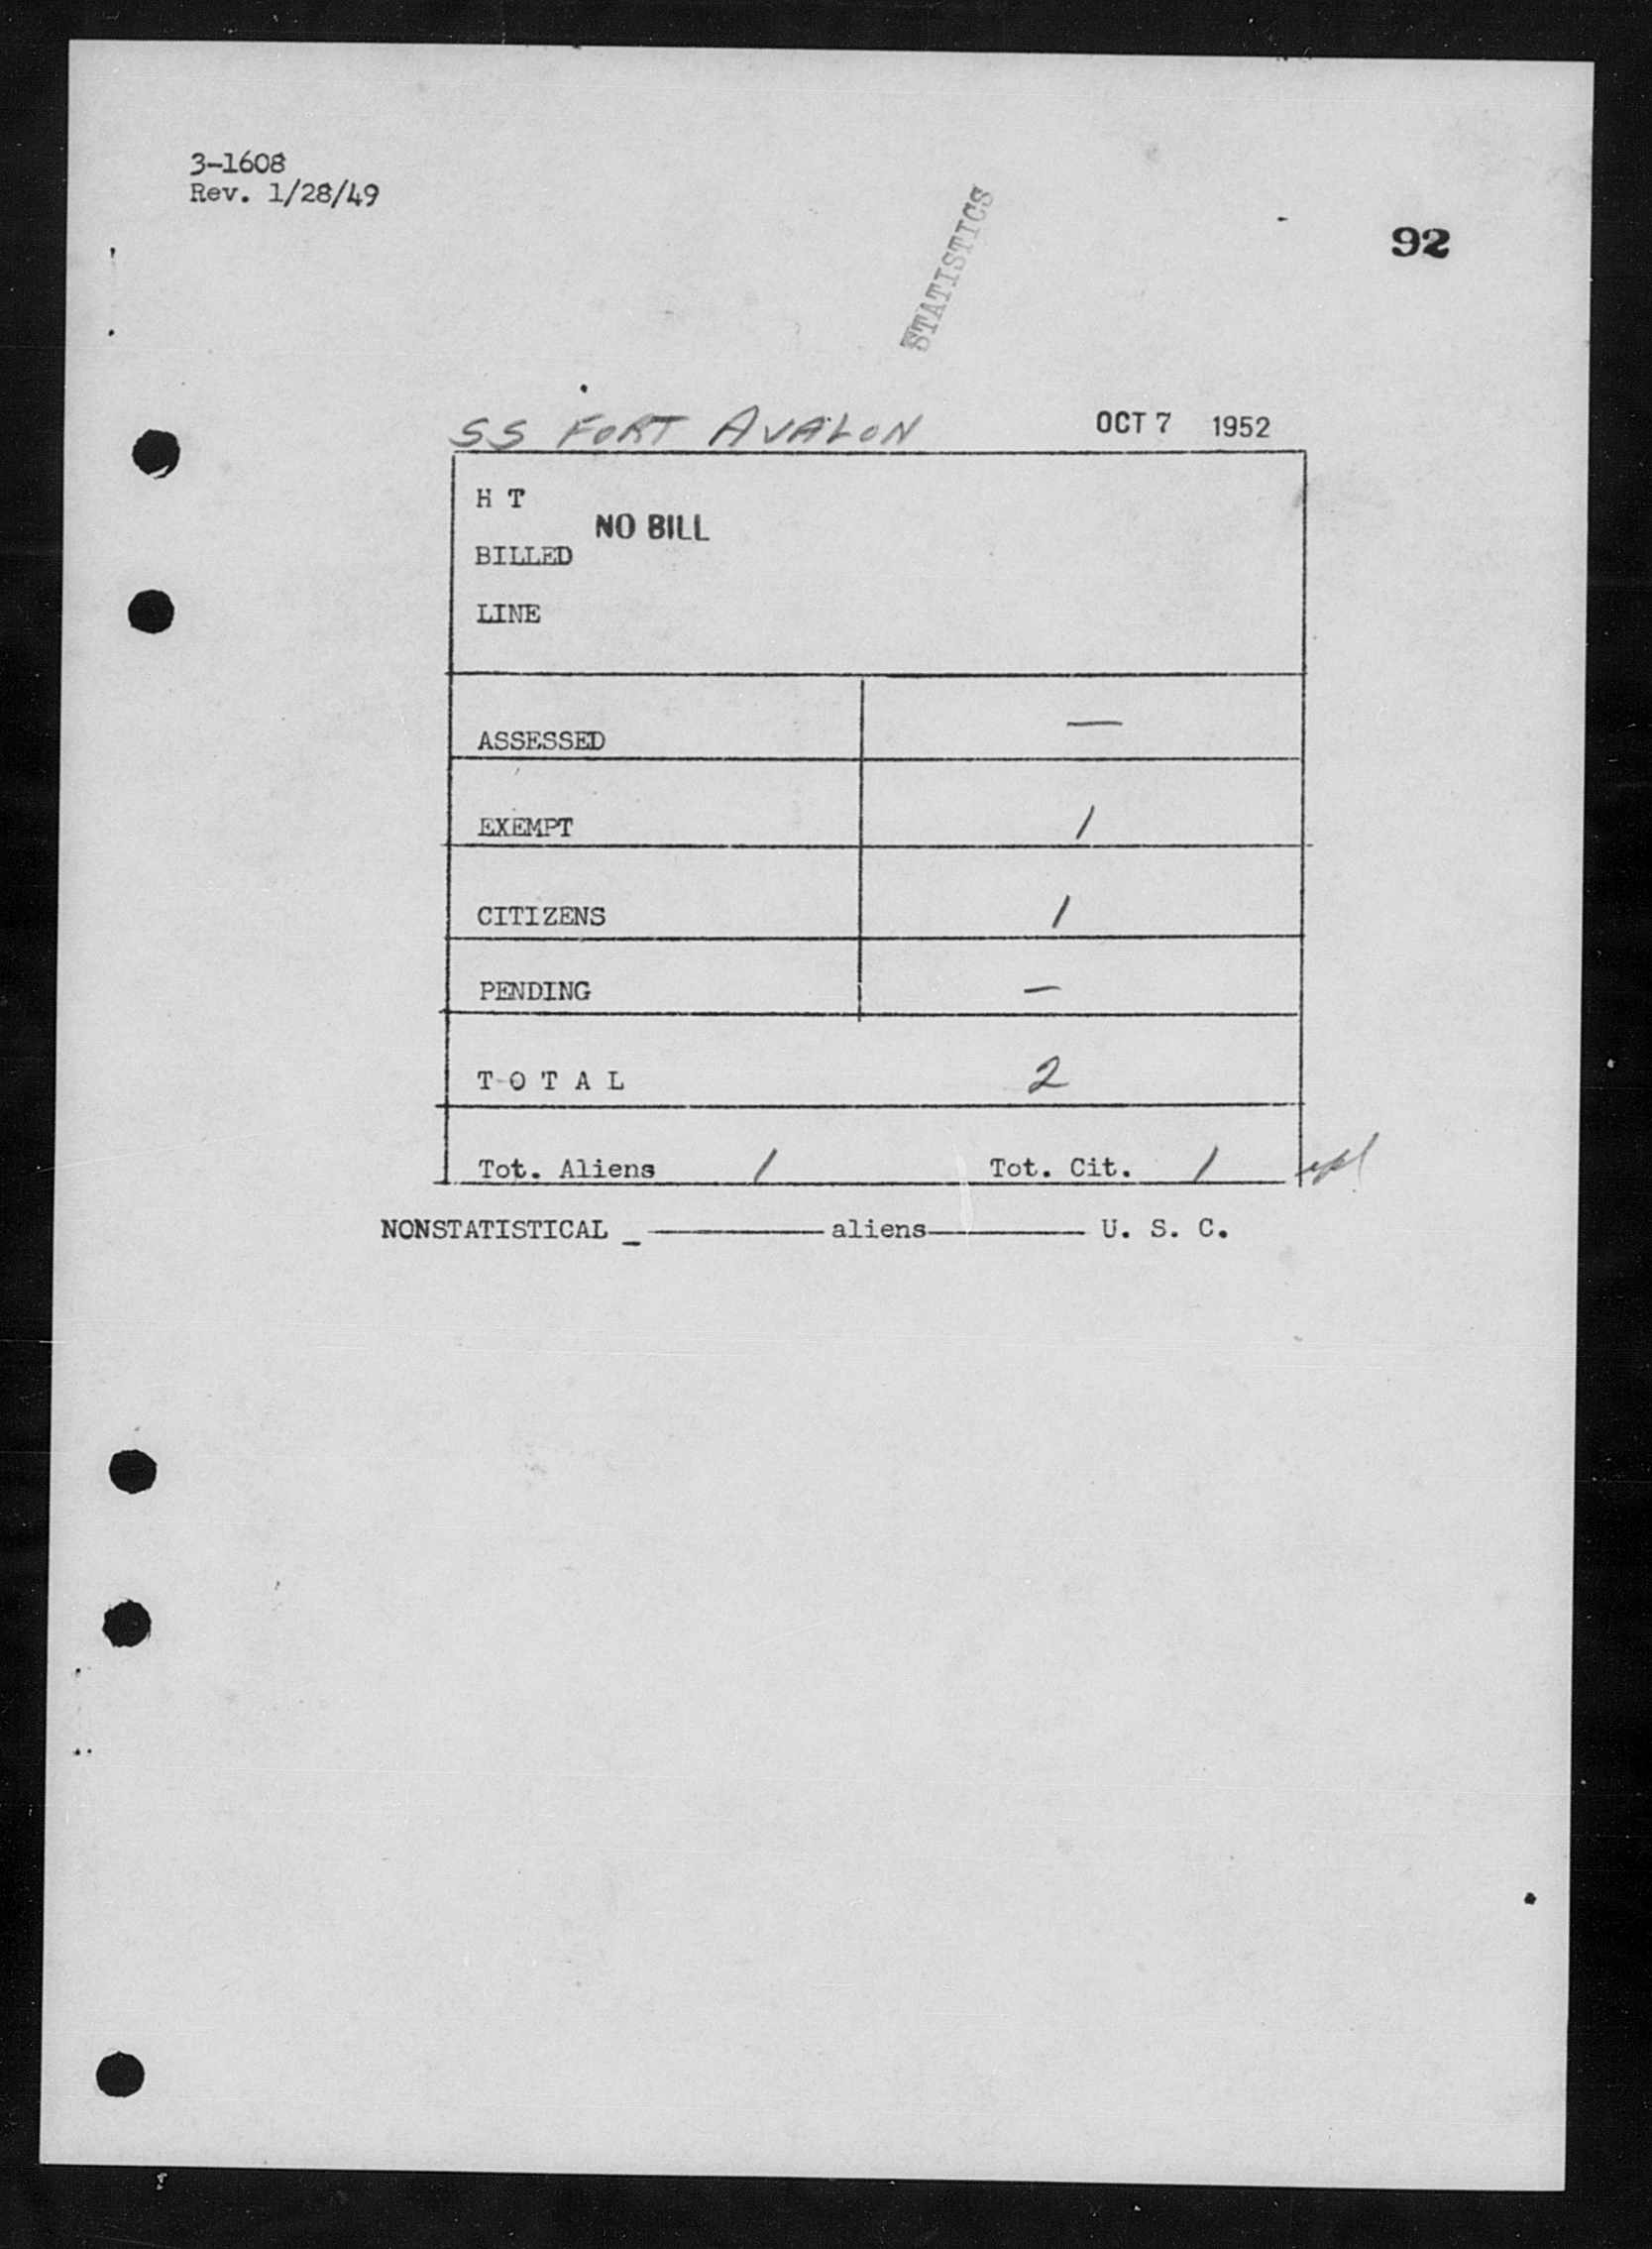 3-1608
Rev. 1/28/49
STATISTICS
92
SS FORT AVALON OCT 7 1952
H T
NO BILL
BILLED
LINE
ASSESSED —
EXEMPT 1
CITIZENS 1
PENDING —
T O T A L 2
Tot. Aliens 1 Tot. Cit. 1
NONSTATISTICAL _ ———— aliens———— U. S. C.